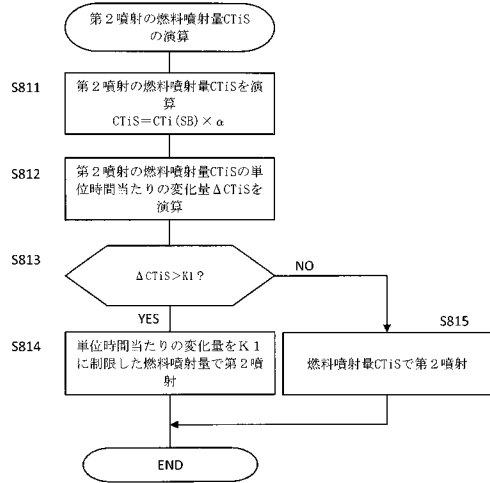 第2噴射の燃料噴射量CTiS
の演算
S811
第2噴射の燃料噴射量CTiSを演
算
CTiS=CTi(SB)×α
S812
第2噴射の燃料噴射量CTiSの単
位時間当たりの変化量ΔCTiSを
演算
S813
ΔCTiS>K1?
NO
YES
S814
単位時間当たりの変化量をK1
に制限した燃料噴射量で第2噴
射
S815
燃料噴射量CTiSで第2噴射
END